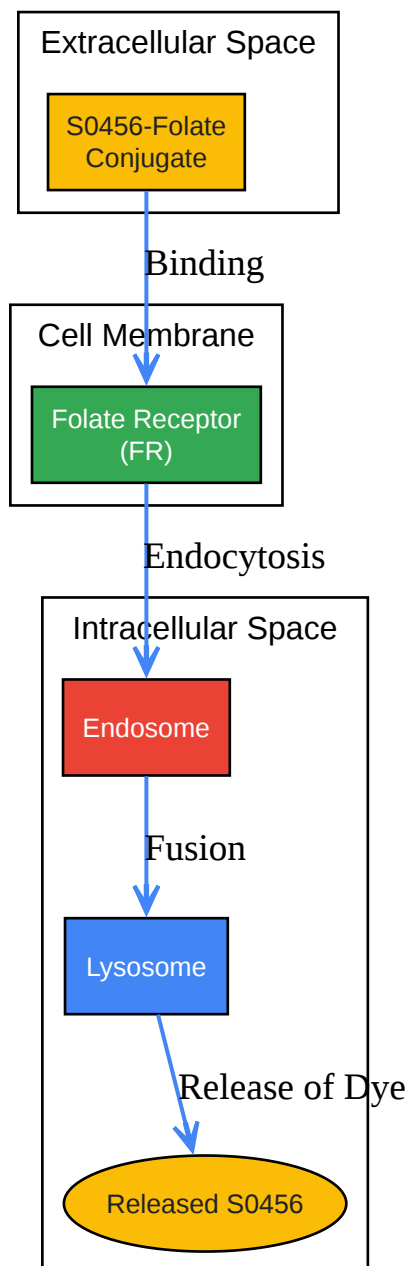 Extracellular Space
S0456-Folate
Conjugate
Binding
Cell Membrane
Folate Receptor
(FR)
Endocytosis
Intracellular Space
Endosome
Fusion
Lysosome
Release of Dye
Released S0456